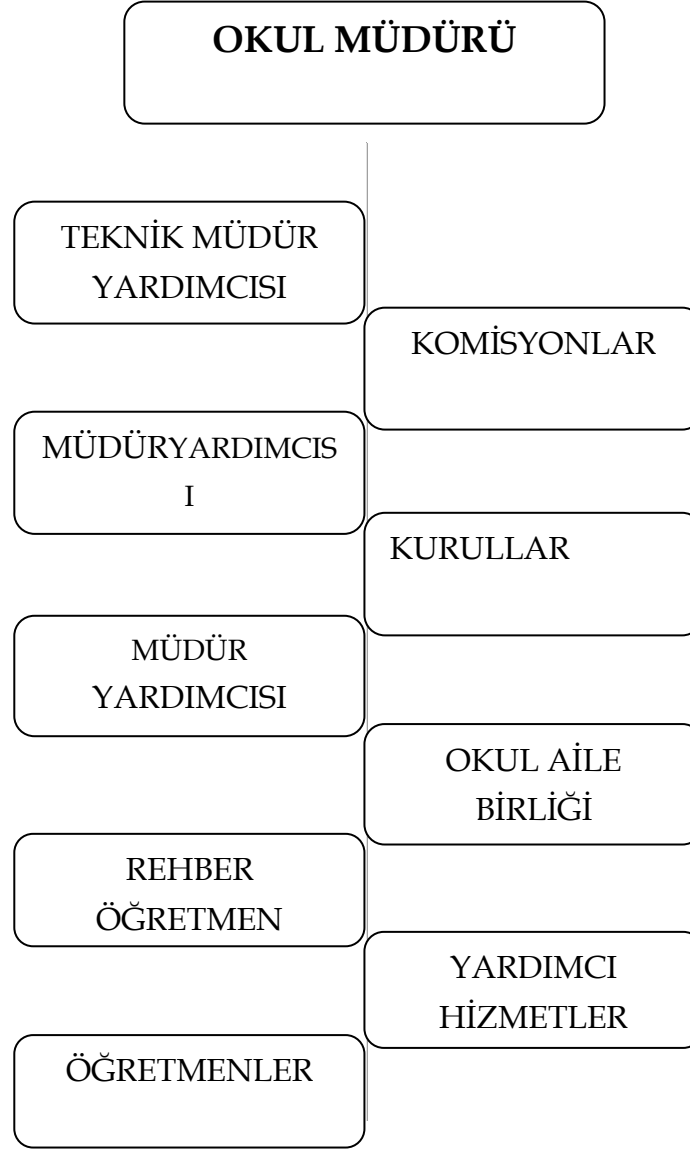 OKUL MÜDÜRÜ
TEKNİK MÜDÜR
YARDIMCISI
KOMİSYONLAR
MÜDÜRYARDIMCIS
I
KURULLAR
MÜDÜR
YARDIMCISI
OKUL AİLE
BİRLİĞİ
REHBER
ÖĞRETMEN
YARDIMCI
HİZMETLER
ÖĞRETMENLER